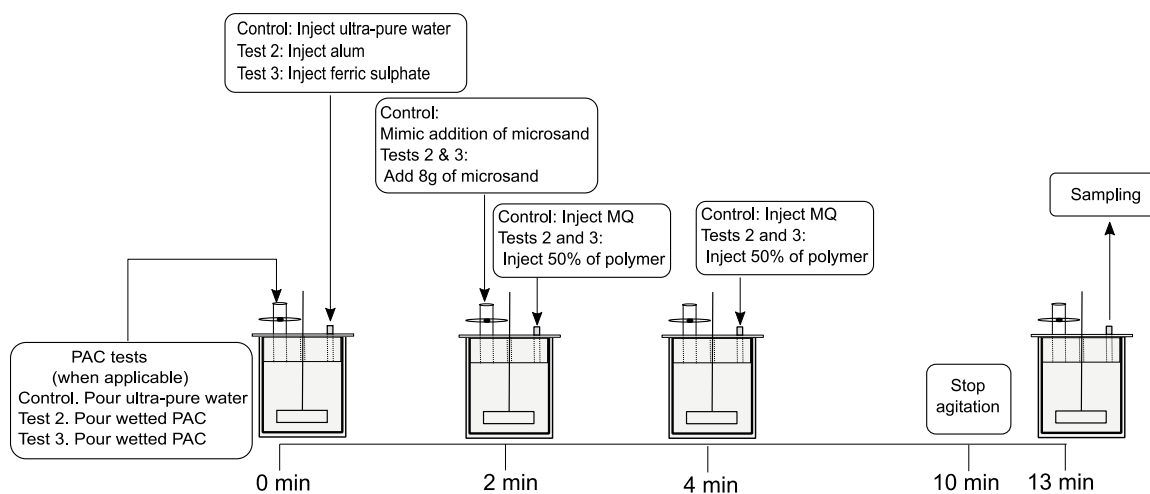 Control: Inject ultra-pure water
Test 2: Inject alum
Test 3: Inject ferric sulphate
Control:
Mimic addition of microsand
Tests 2 & 3:
Add 8g of microsand
Control: Inject MQ
Tests 2 and 3:
Inject 50% of polymer
Control: Inject MQ
Tests 2 and 3:
Inject 50% of polymer
Sampling
PAC tests
(when applicable)
Control. Pour ultra-pure water
Test 2. Pour wetted PAC
Test 3. Pour wetted PAC
Stop
agitation
0 min
2 min
4 min
10 min
13 min